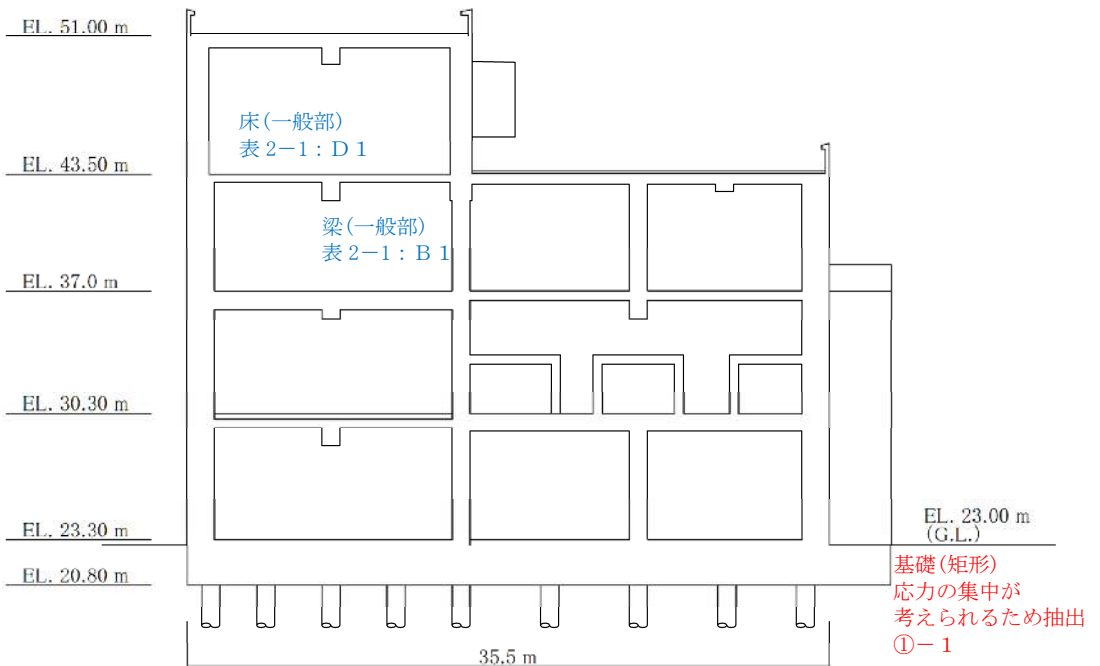 EL. 51.00 m
床(一般部)
表 2－1：D 1
EL. 43.50 m
梁(一般部)
表 2－1：B 1
EL. 37.0 m
EL. 30.30 m
EL. 23.30 m
EL. 23.00 m
(G.L.)
EL. 20.80 m
基礎(矩形)
応力の集中が
考えられるため抽出
①－1
35.5 m